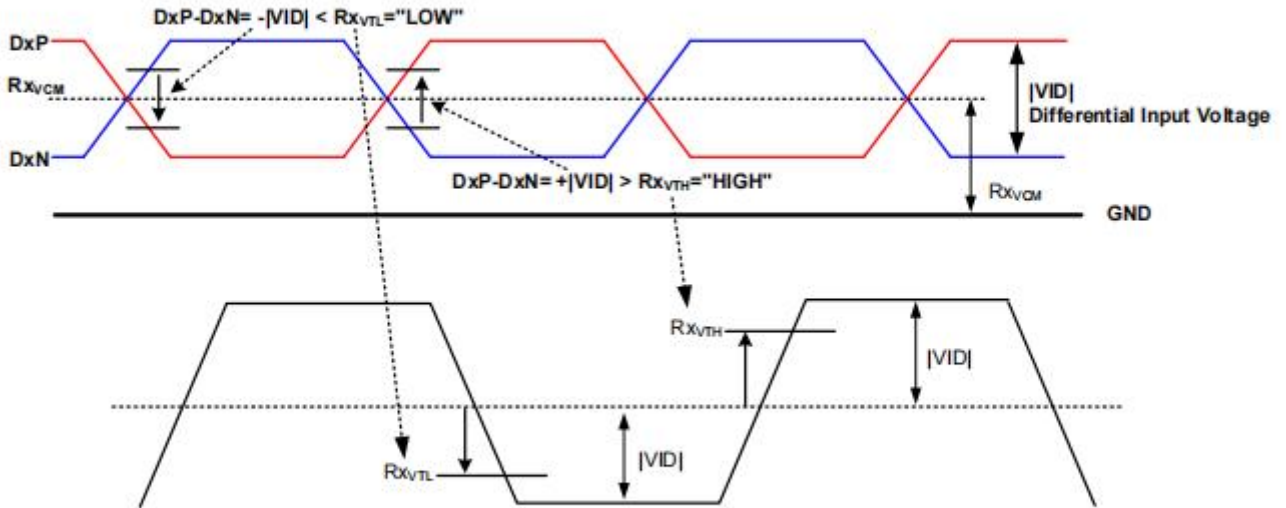 DxP-DxN= -|VID| < RxVTL="LOW"
DxP
RxVCM
|VID|
Differential Input Voltage
DxN
DxP-DxN= +|VID| > RxVTH="HIGH"
RxVCM
GND
RxVTH
|VID|
|VID|
RxVTL